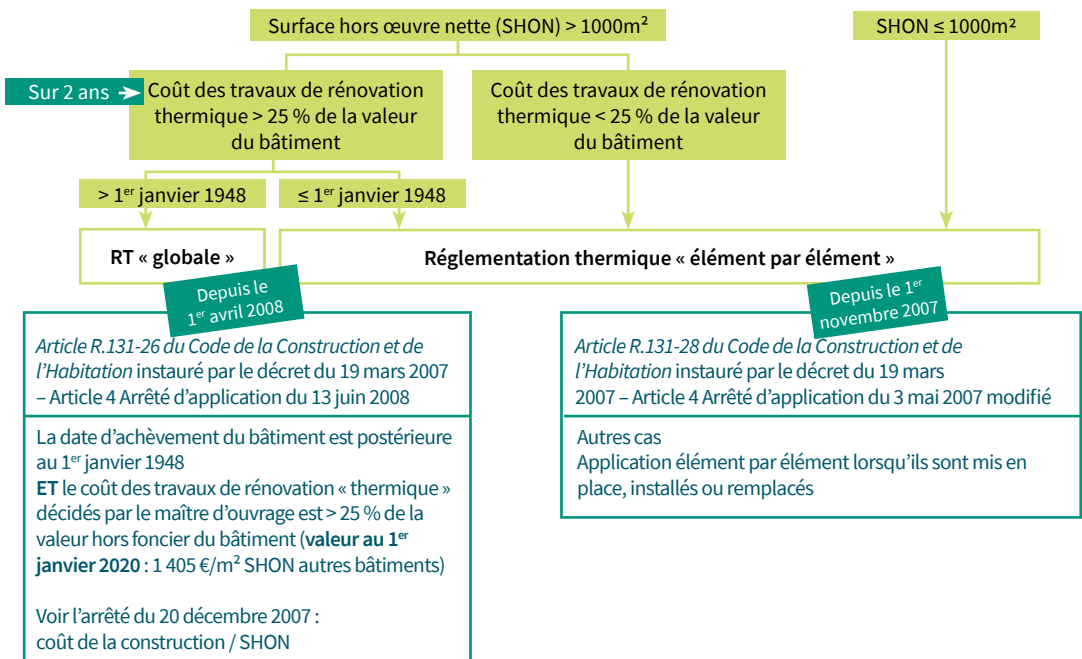 Surface hors œuvre nette (SHON) > 1000m²
SHON ≤ 1000m²
Sur 2 ans
Coût des travaux de rénovation
thermique > 25 % de la valeur
du bâtiment
Coût des travaux de rénovation
thermique < 25 % de la valeur
du bâtiment
> 1er janvier 1948
≤ 1er janvier 1948
RT « globale »
Réglementation thermique « élément par élément »
Depuis le
1er avril 2008
Article R.131-26 du Code de la Construction et de
l’Habitation instauré par le décret du 19 mars 2007
– Article 4 Arrêté d’application du 13 juin 2008
La date d’achèvement du bâtiment est postérieure
au 1er janvier 1948
ET le coût des travaux de rénovation « thermique »
décidés par le maître d’ouvrage est > 25 % de la
valeur hors foncier du bâtiment (valeur au 1er
janvier 2020 : 1 405 €/m² SHON autres bâtiments)
Voir l’arrêté du 20 décembre 2007 :
coût de la construction / SHON
Depuis le 1er
novembre 2007
Article R.131-28 du Code de la Construction et de
l’Habitation instauré par le décret du 19 mars
2007 – Article 4 Arrêté d’application du 3 mai 2007 modifié
Autres cas
Application élément par élément lorsqu’ils sont mis en
place, installés ou remplacés